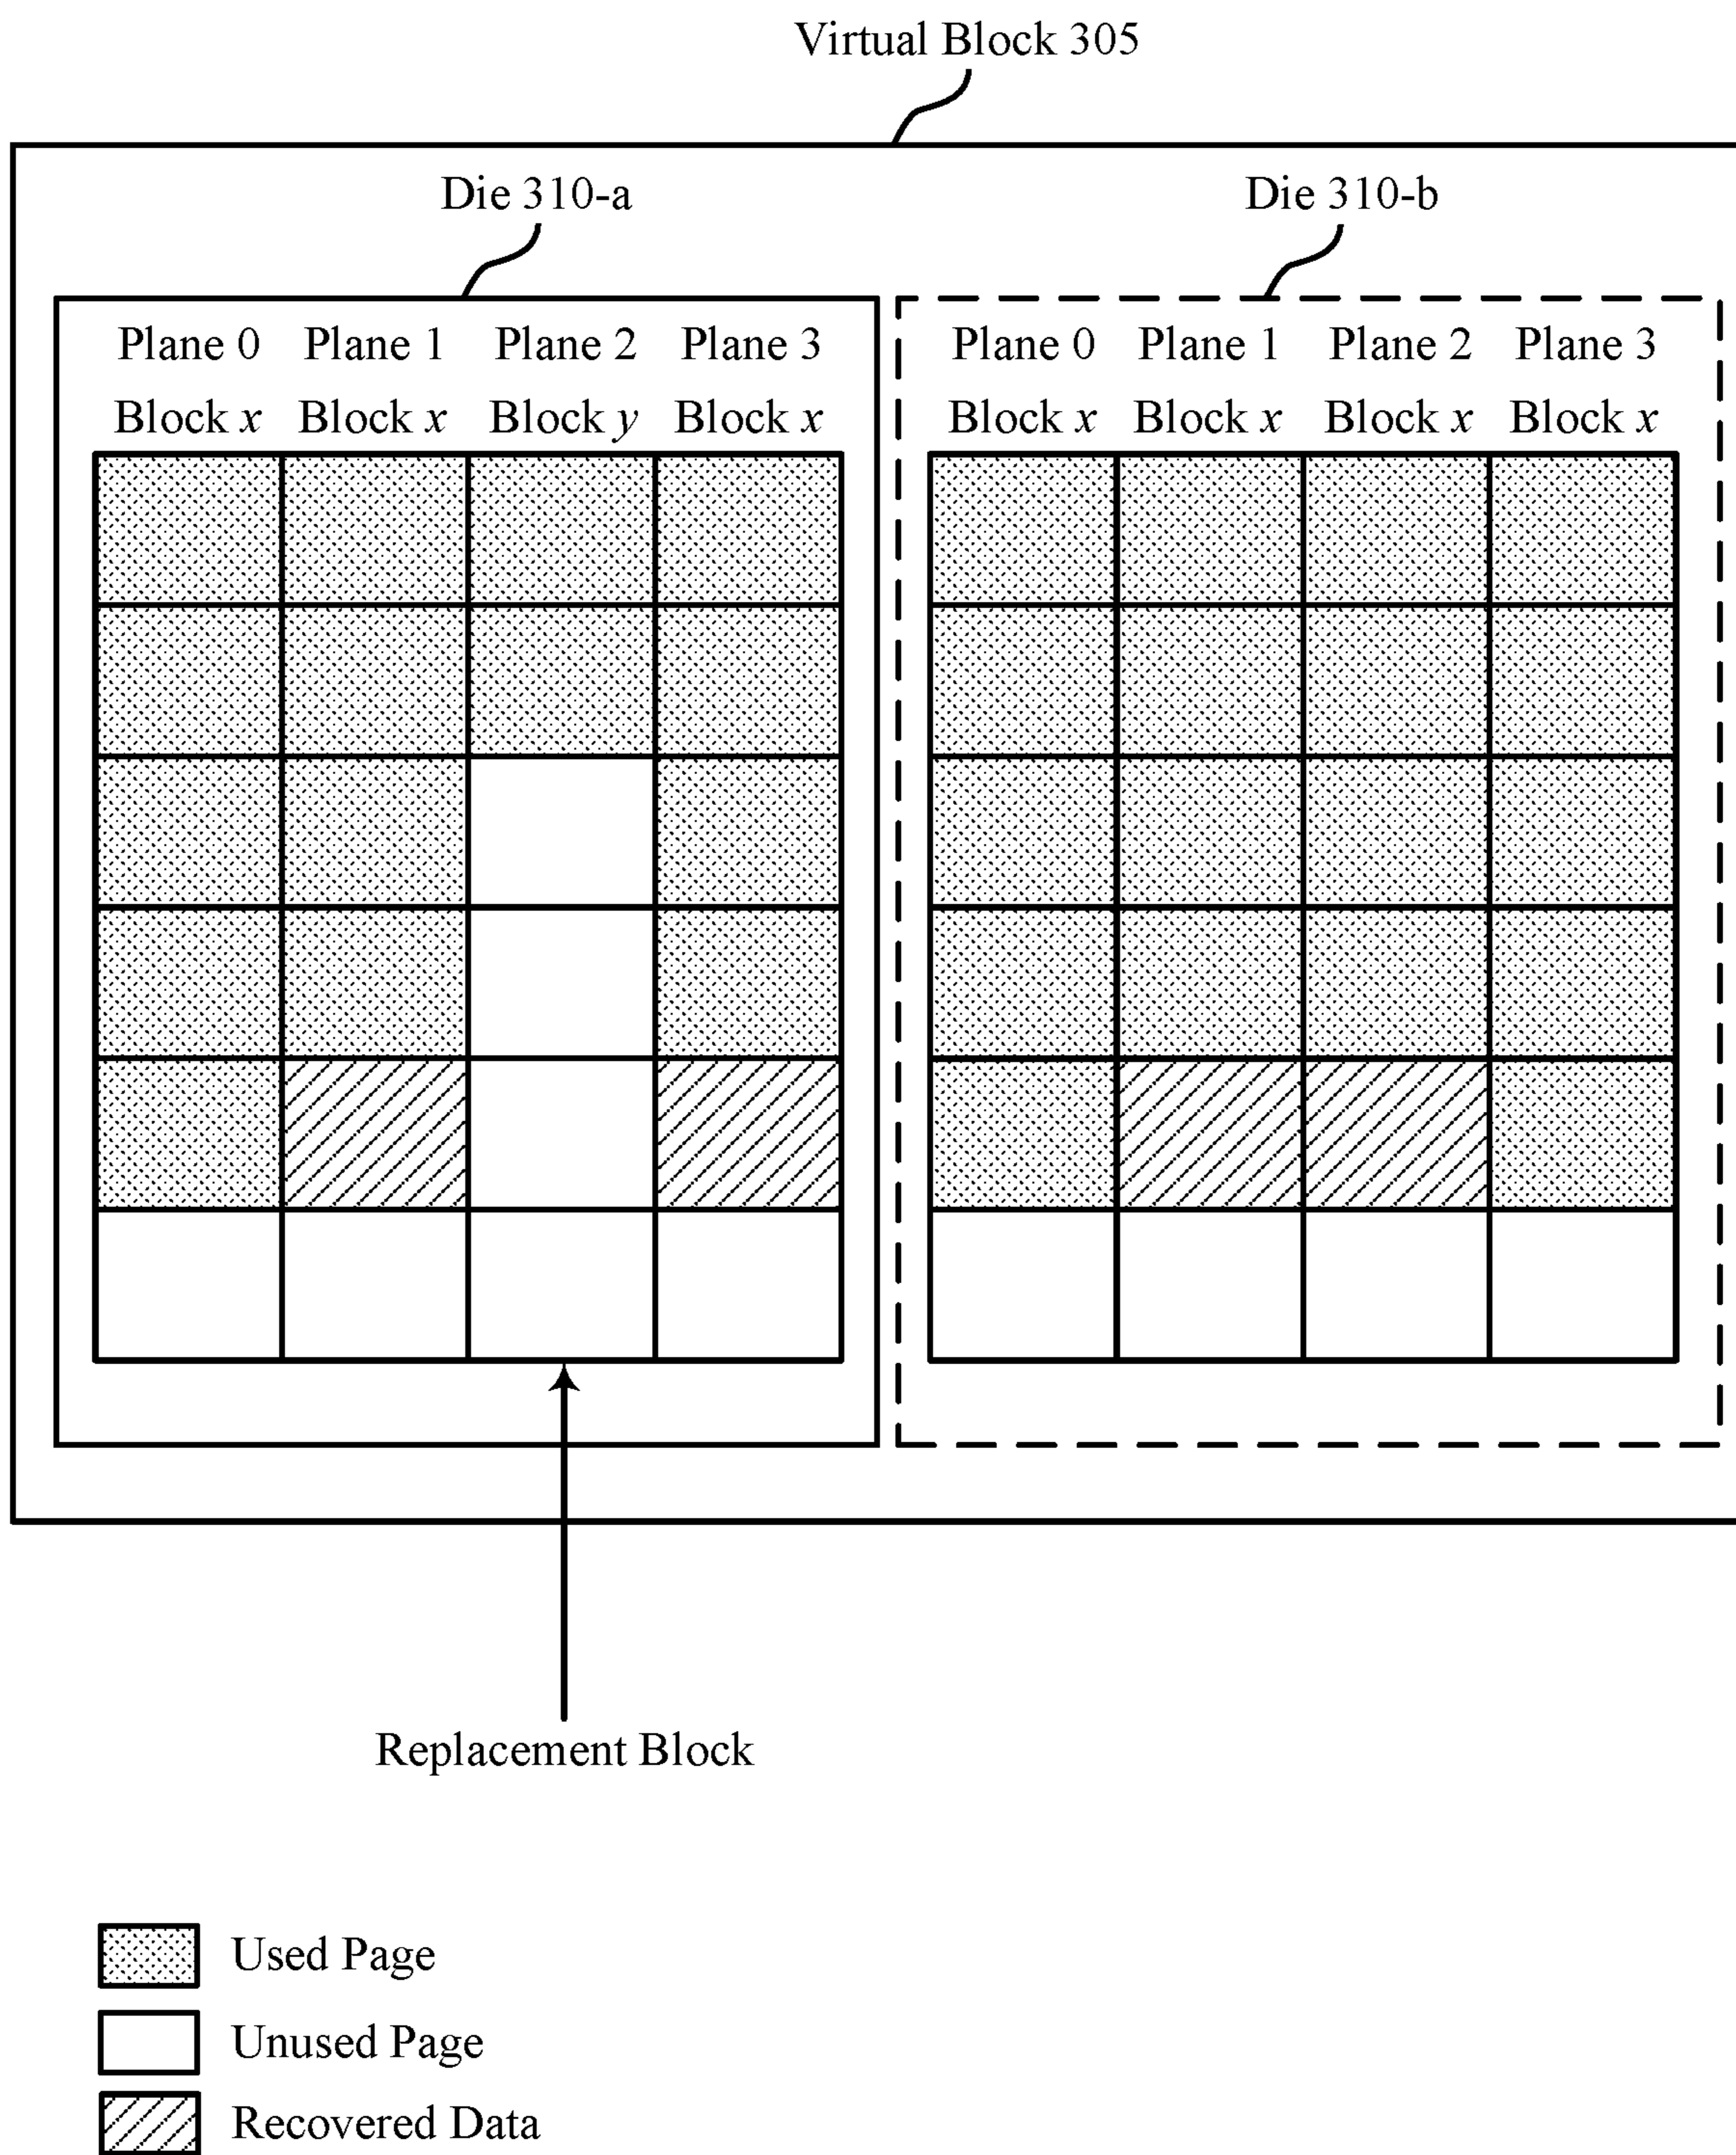 Virtual Block 305
Die 310-a Die 310-b
Plane 0 Plane 1 Plane 2 Plane 3 Plane 0 Plane 1 Plane 2 Plane 3
Block x Block x Block y Block x Block x Block x Block x Block x
Replacement Block
Used Page
Unused Page
Recovered Data